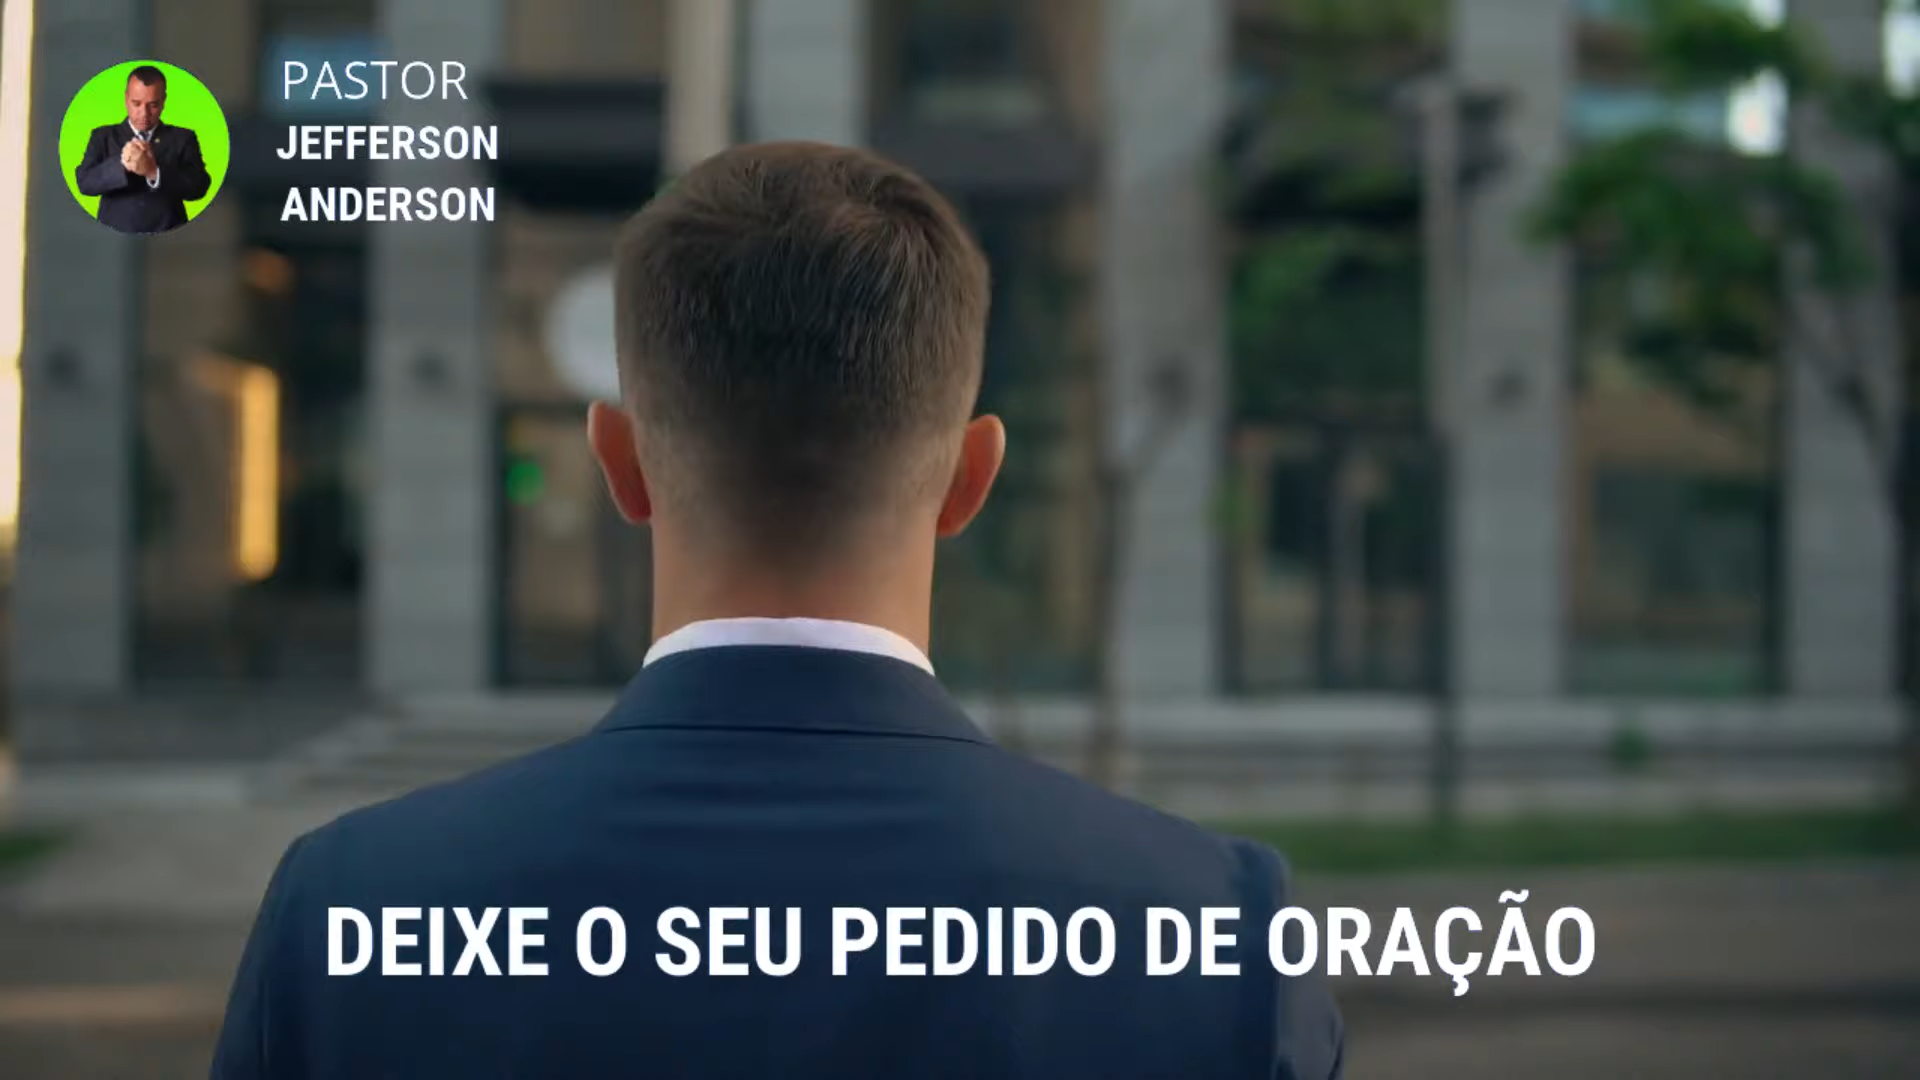 PASTOR
JEFFERSON
ANDERSON
DEIXE O SEU PEDIDO DE ORAÇÃO